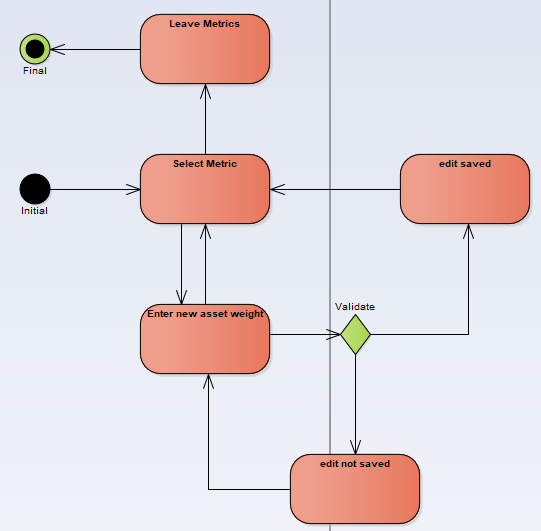 Leave Metrics
Final
Select Metric
edit saved
Initial
Enter new asset weight
Validate
edit not saved